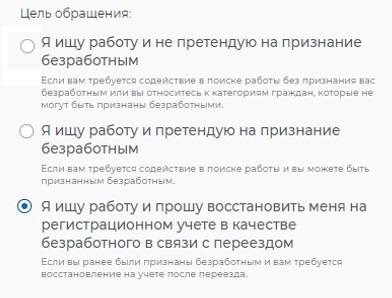 Цель обращения:
Я ищу работу и не претендую на признание
безработным
Если вам требуется содействие в поиске работы без признания вас
безработным или вы относитесь к категориям граждан, которые не
могут быть признаны безработными.
Я ищу работу и претендую на признание
безработным
Если вам требуется содействие в поиске работы и вы можете быть
признанным безработным.
Я ищу работу и прошу восстановить меня на
регистрационном учете в качестве
безработного в связи с переездом
Если вы ранее были признаны безработным и вам требуется
восстановление на учете после переезда.